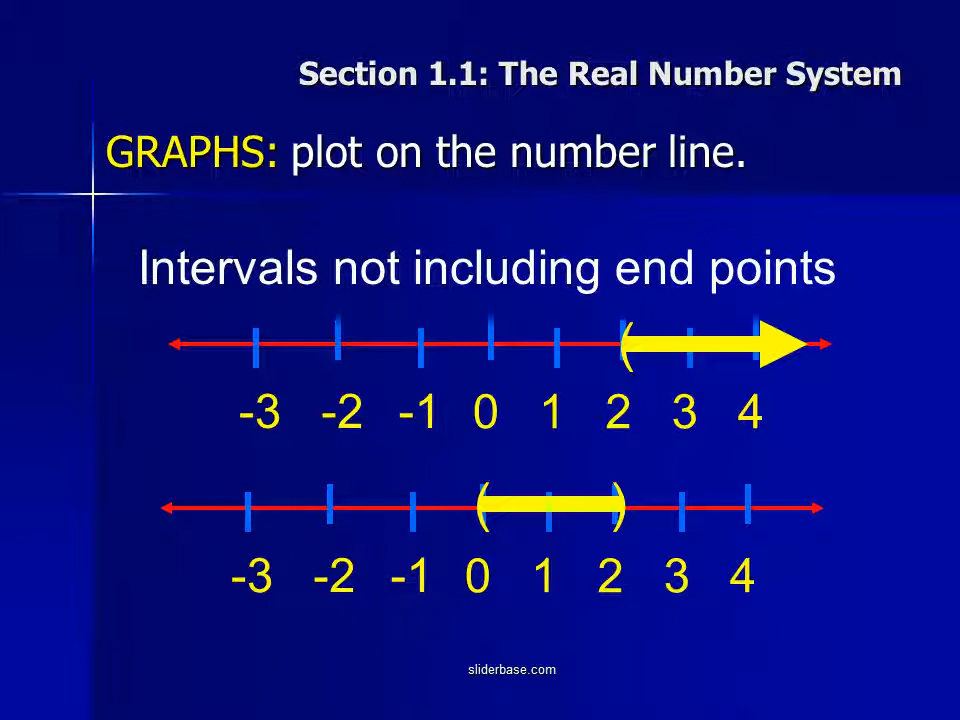 Section 1.1: The Real Number System
GRAPHS: plot on the number line.
Intervals not including end points
(
-3 -2 -1 0 1 2 3 4
( )
-3 -2 -1 0 1 2 3 4
sliderbase.com